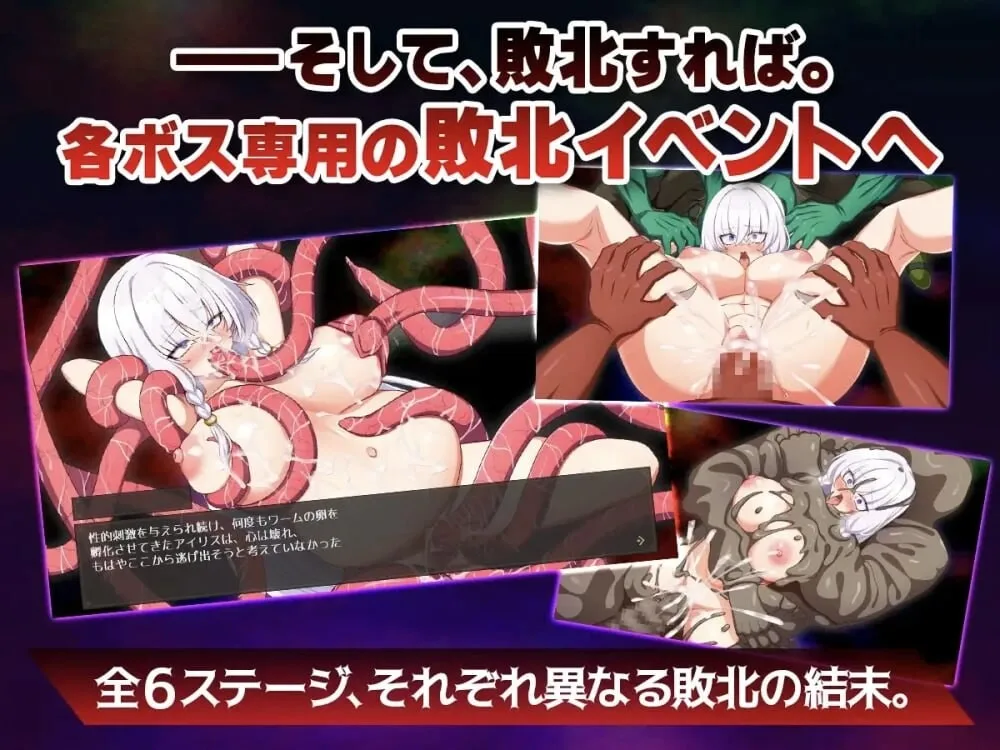 ──そして、敗北すれば。
各ボス専用の敗北イベントへ
性的刺激を与えられ続け、何度もワームの卵を
孵化させてきたアイリスは、心は壊れ、
もはやここから逃げ出そうと考えていなかった
全6ステージ、それぞれ異なる敗北の結末。